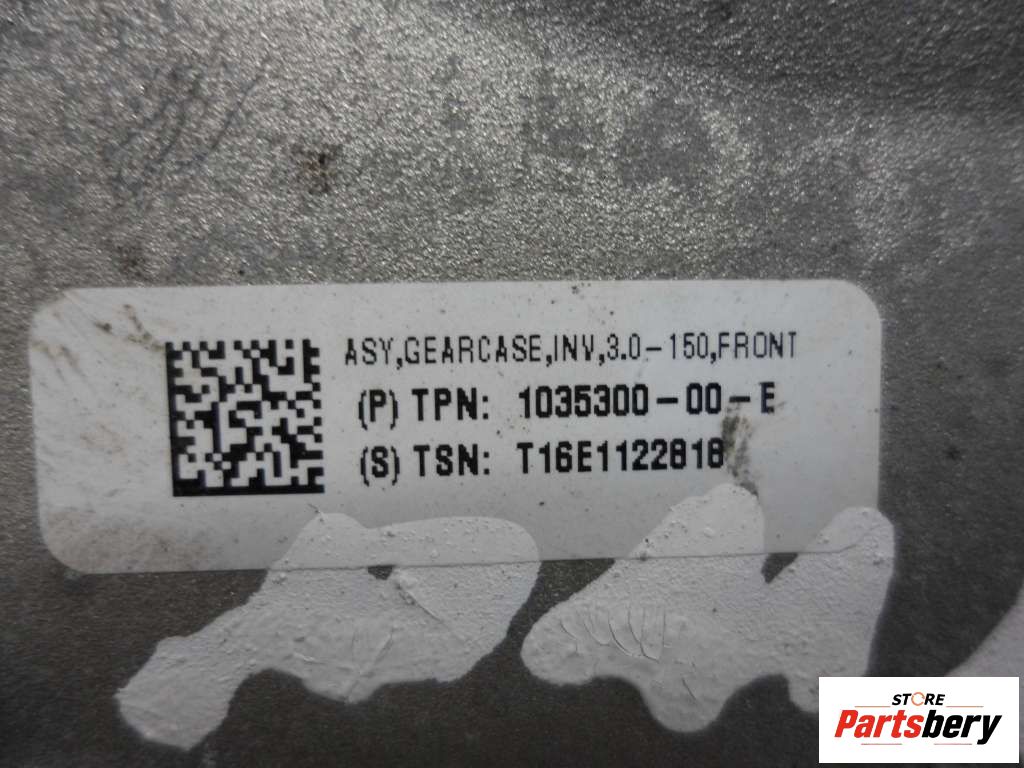 ASY,GEARCASE,INV,3.0-150,FRONT
(P) TPN: 1035300-00-E
(S) TSN: T16E1122818
STORE
Partsbery